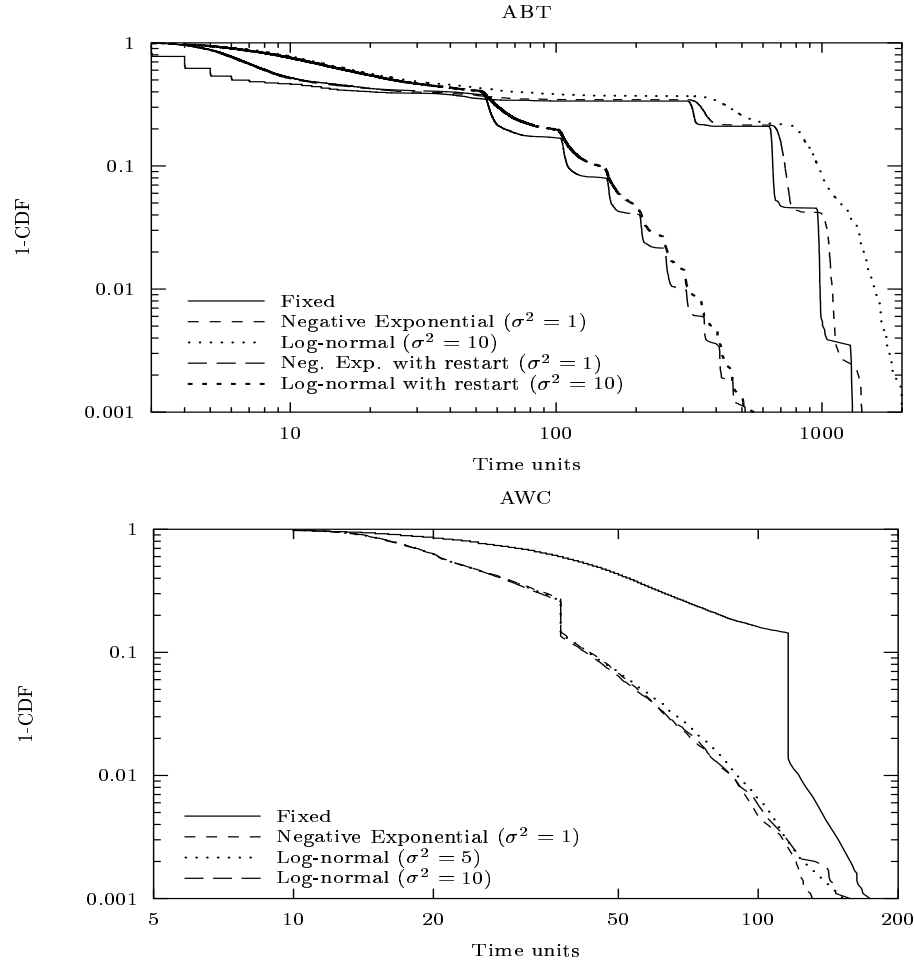 ABT
1
0.1
0.01
0.001
1-CDF
Fixed
Negative Exponential (σ² = 1)
Log-normal (σ² = 10)
Neg. Exp. with restart (σ² = 1)
Log-normal with restart (σ² = 10)
10
100
1000
Time units
AWC
1
0.1
0.01
0.001
1-CDF
Fixed
Negative Exponential (σ² = 1)
Log-normal (σ² = 5)
Log-normal (σ² = 10)
5
10
20
50
100
200
Time units